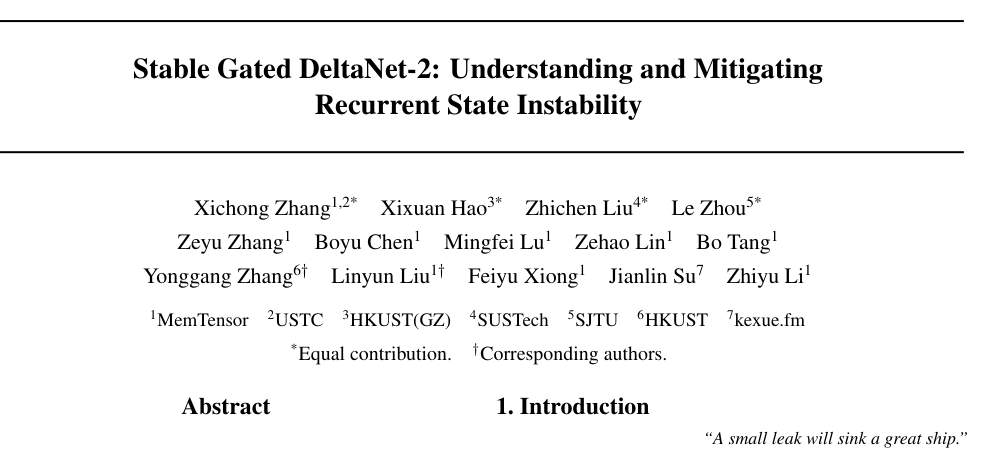 Stable Gated DeltaNet-2: Understanding and Mitigating
Recurrent State Instability
Xichong Zhang1,2* Xixuan Hao3* Zhichen Liu4* Le Zhou5*
Zeyu Zhang1 Boyu Chen1 Mingfei Lu1 Zehao Lin1 Bo Tang1
Yonggang Zhang6† Linyun Liu1† Feiyu Xiong1 Jianlin Su7 Zhiyu Li1
1MemTensor 2USTC 3HKUST(GZ) 4SUSTech 5SJTU 6HKUST 7kexue.fm
*Equal contribution. †Corresponding authors.
Abstract
1. Introduction
“A small leak will sink a great ship.”